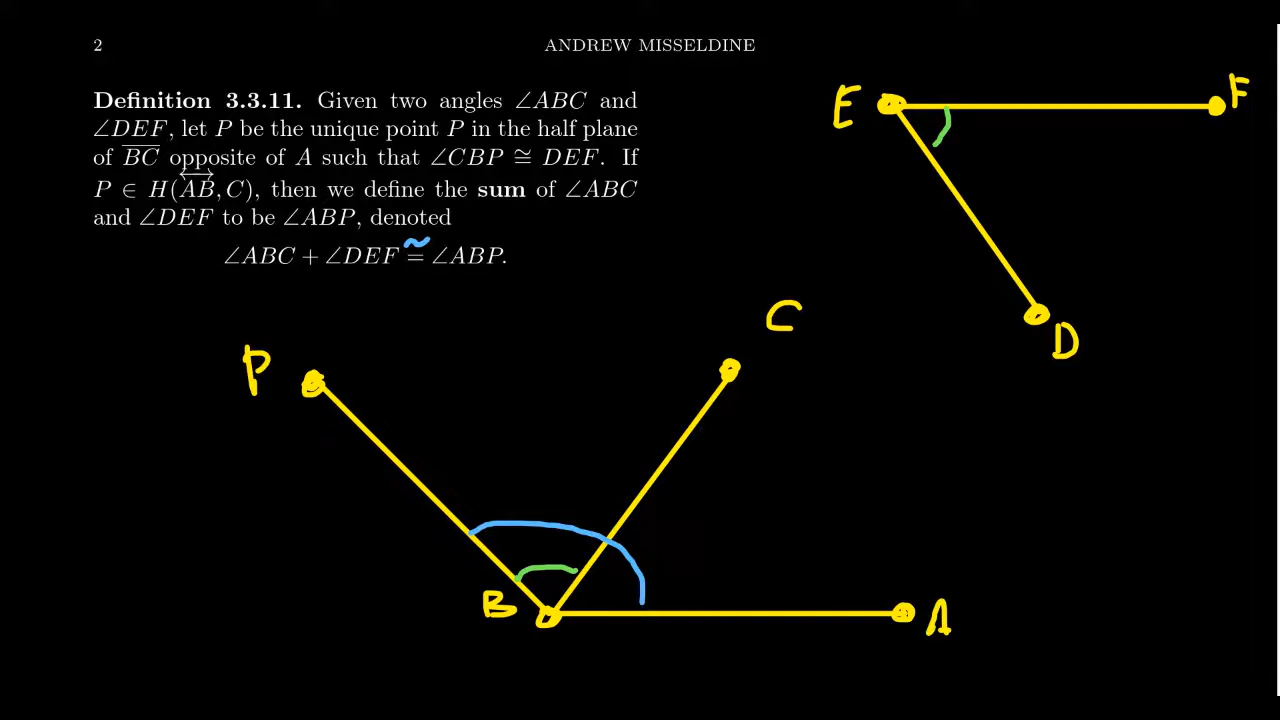 2 ANDREW MISSELDINE
Definition 3.3.11. Given two angles ∠ABC and
∠DEF, let P be the unique point P in the half plane
of \overline{BC} opposite of A such that ∠CBP ≅ DEF. If
P ∈ H(\overleftrightarrow{AB}, C), then we define the sum of ∠ABC
and ∠DEF to be ∠ABP, denoted
∠ABC + ∠DEF ≅ ∠ABP.
E
F
D
C
P
B
A